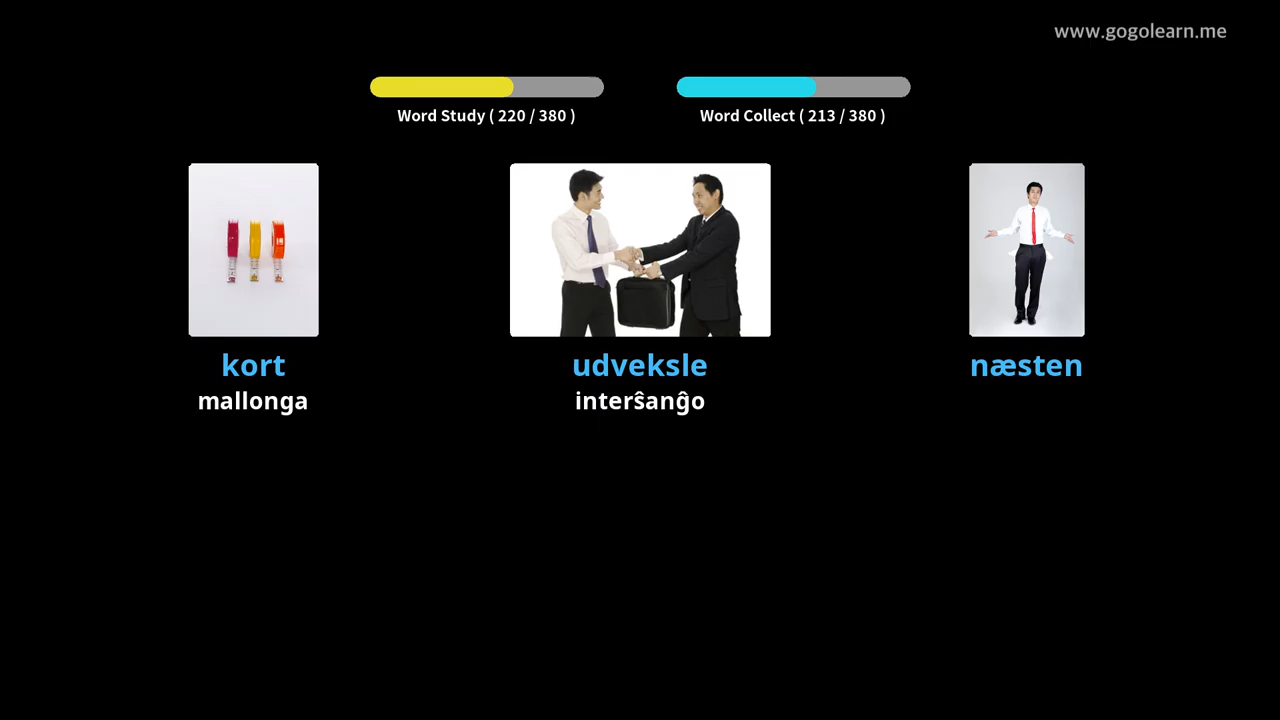 www.gogolearn.me
Word Study ( 220 / 380 )
Word Collect ( 213 / 380 )
kort
udveksle
næsten
mallonga
interŝanĝo